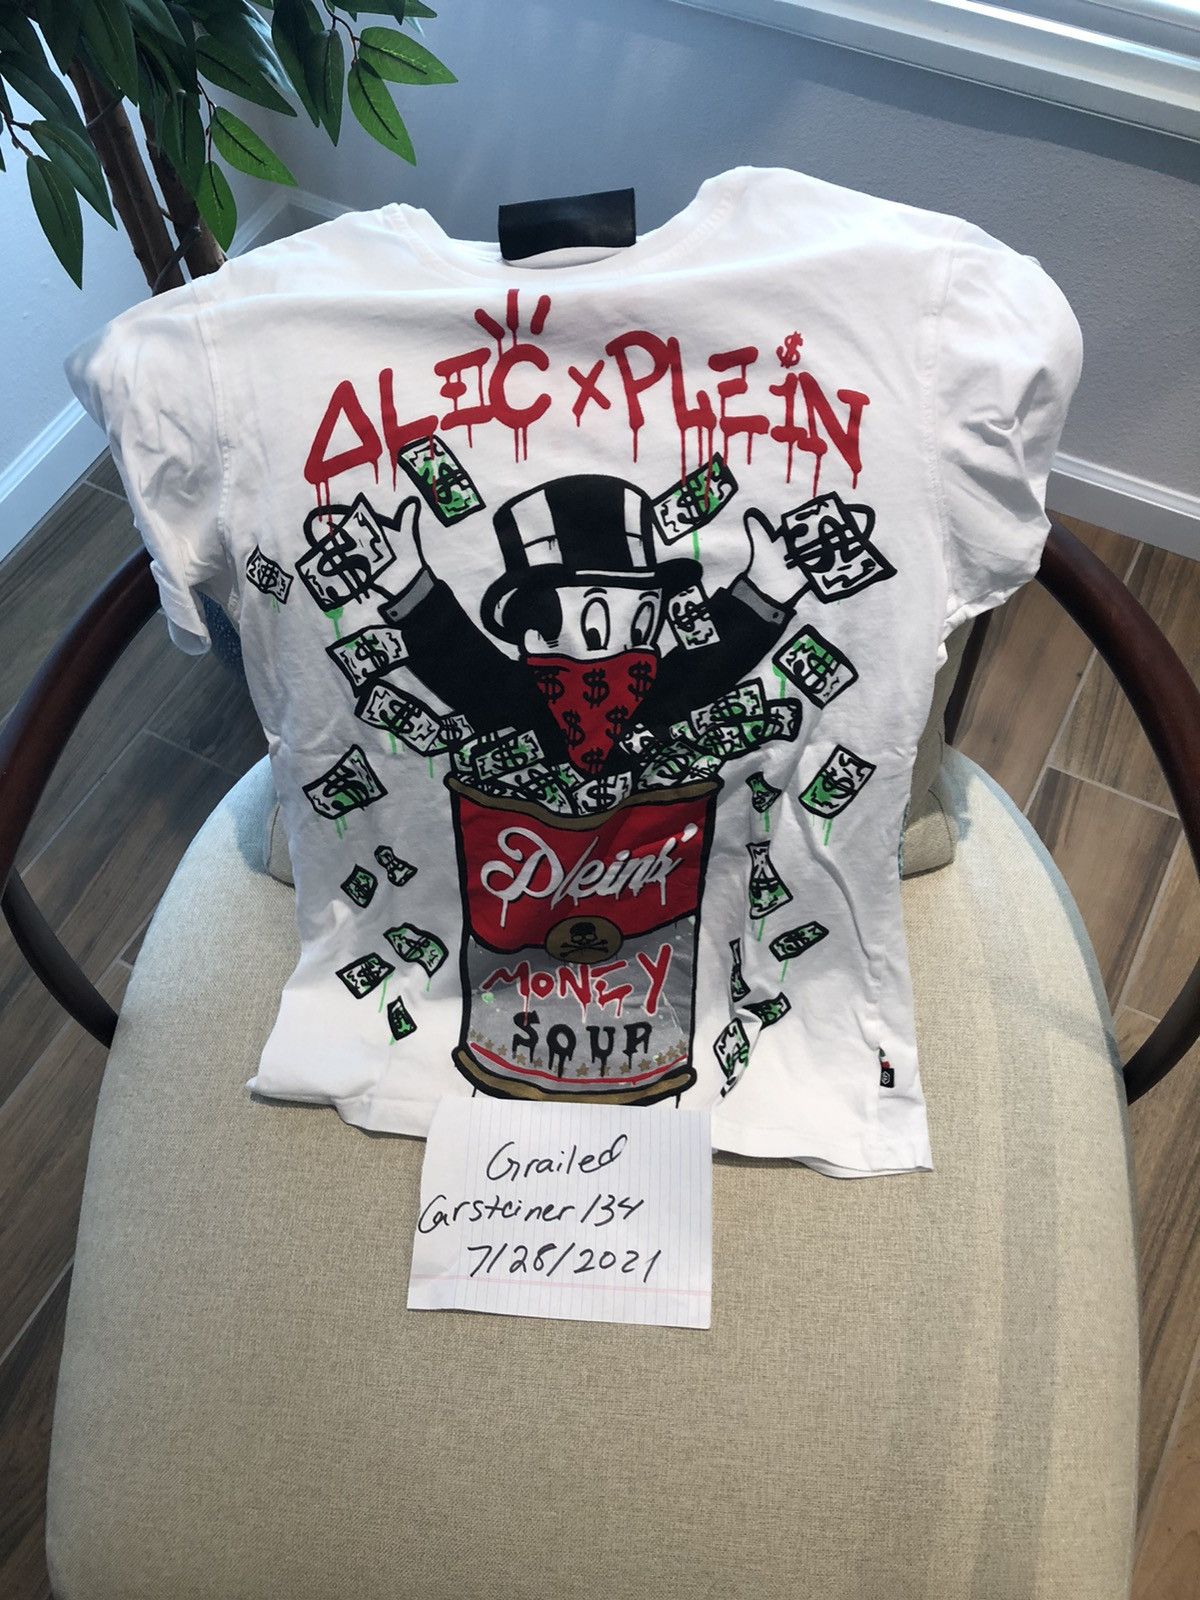 ALEC x PLEIN
Plein's
MONEY
SOUP
Grailed
Carsteiner134
7/28/2021